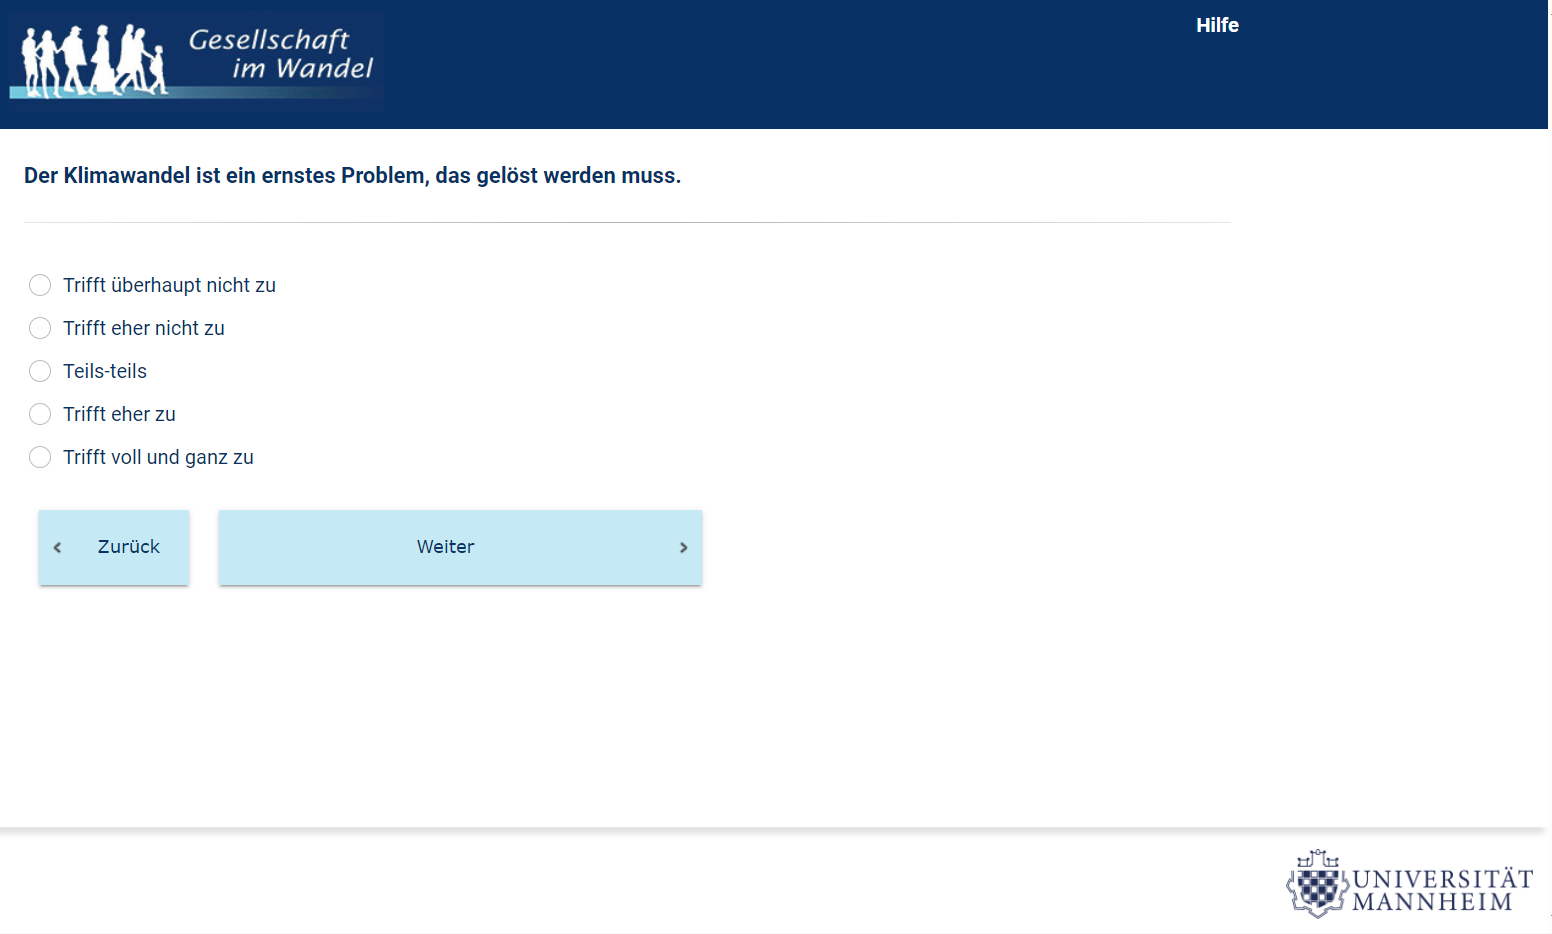 Gesellschaft
im Wandel
Hilfe
Der Klimawandel ist ein ernstes Problem, das gelöst werden muss.
Trifft überhaupt nicht zu
Trifft eher nicht zu
Teils-teils
Trifft eher zu
Trifft voll und ganz zu
Zurück
Weiter
UNIVERSITÄT
MANNHEIM